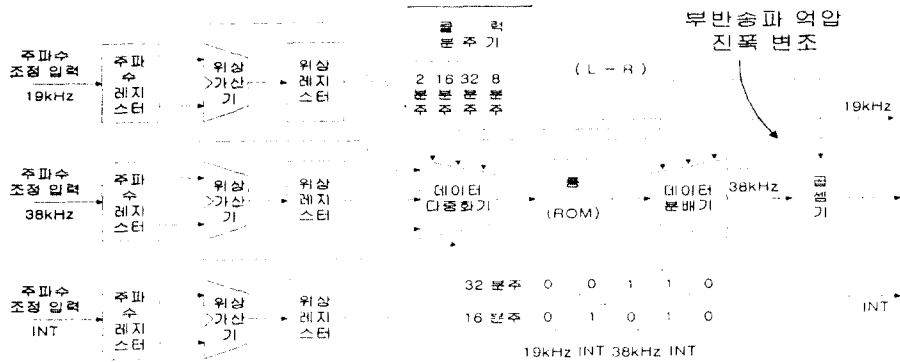 클럭
분주기
2 16 32 8
분 분 분 분
주 주 주 주
부반송파 억압
진폭 변조
(L-R)
주파수
조정 입력
19kHz
주파
수
레지
스터
위상
가산
기
위상
레지
스터
19kHz
주파수
조정 입력
38kHz
주파
수
레지
스터
위상
가산
기
위상
레지
스터
데이터
다중화기
롬
(ROM)
데이터
분배기
38kHz
곱
셈
기
주파수
조정 입력
INT
주파
수
레지
스터
위상
가산
기
위상
레지
스터
32 분주 0 0 1 1 0
16 분주 0 1 0 1 0
19kHz INT 38kHz INT
INT